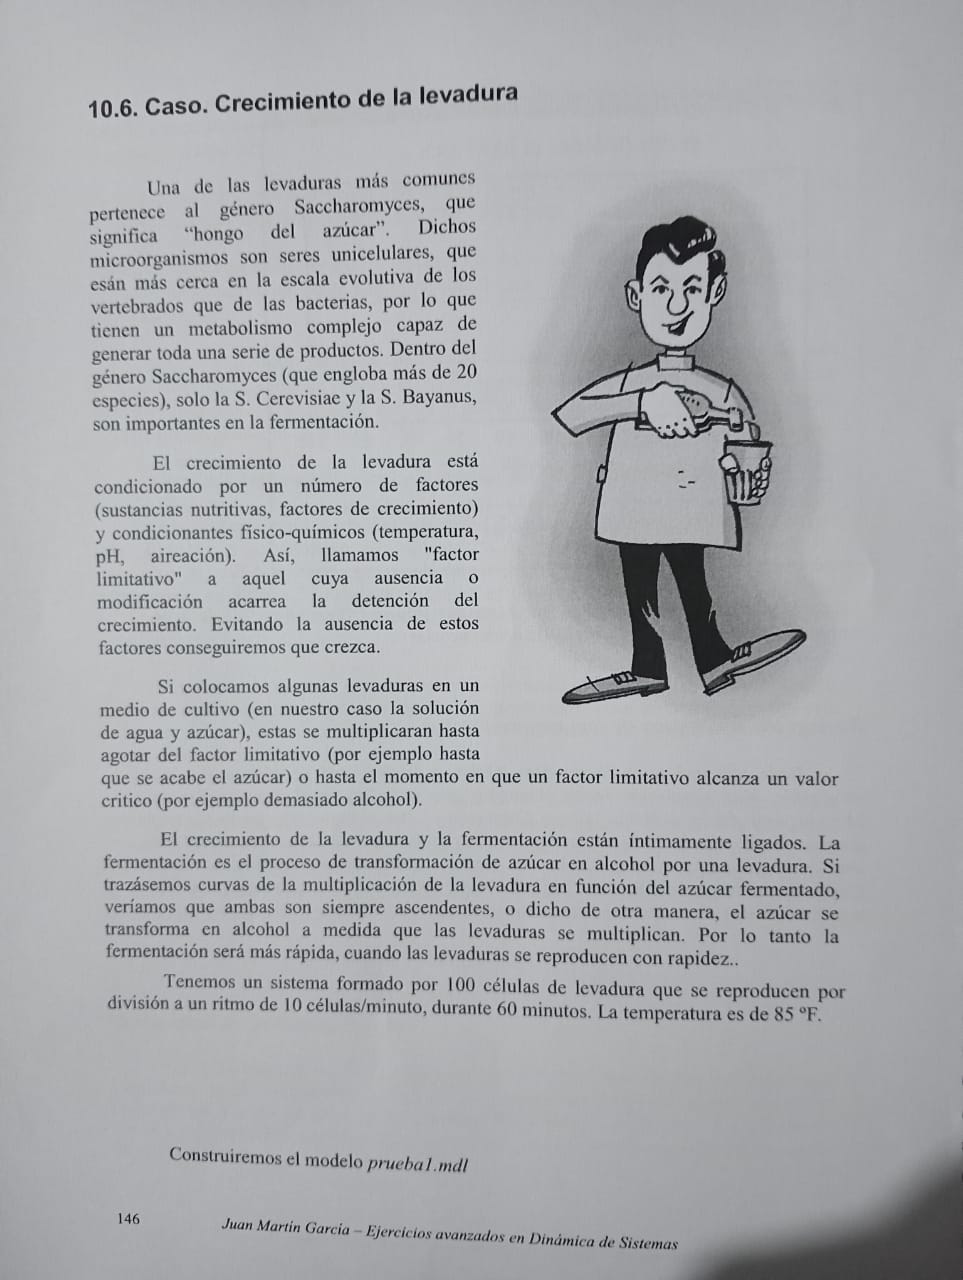 10.6. Caso. Crecimiento de la levadura
Una de las levaduras más comunes
pertenece al género Saccharomyces, que
significa “hongo del azúcar”. Dichos
microorganismos son seres unicelulares, que
esán más cerca en la escala evolutiva de los
vertebrados que de las bacterias, por lo que
tienen un metabolismo complejo capaz de
generar toda una serie de productos. Dentro del
género Saccharomyces (que engloba más de 20
especies), solo la S. Cerevisiae y la S. Bayanus,
son importantes en la fermentación.
El crecimiento de la levadura está
condicionado por un número de factores
(sustancias nutritivas, factores de crecimiento)
y condicionantes físico-químicos (temperatura,
pH, aireación). Así, llamamos "factor
limitativo" a aquel cuya ausencia o
modificación acarrea la detención del
crecimiento. Evitando la ausencia de estos
factores conseguiremos que crezca.
Si colocamos algunas levaduras en un
medio de cultivo (en nuestro caso la solución
de agua y azúcar), estas se multiplicaran hasta
agotar del factor limitativo (por ejemplo hasta
que se acabe el azúcar) o hasta el momento en que un factor limitativo alcanza un valor
critico (por ejemplo demasiado alcohol).
El crecimiento de la levadura y la fermentación están íntimamente ligados. La
fermentación es el proceso de transformación de azúcar en alcohol por una levadura. Si
trazásemos curvas de la multiplicación de la levadura en función del azúcar fermentado,
veríamos que ambas son siempre ascendentes, o dicho de otra manera, el azúcar se
transforma en alcohol a medida que las levaduras se multiplican. Por lo tanto la
fermentación será más rápida, cuando las levaduras se reproducen con rapidez..
Tenemos un sistema formado por 100 células de levadura que se reproducen por
división a un ritmo de 10 células/minuto, durante 60 minutos. La temperatura es de 85 ºF.
Construiremos el modelo prueba1.mdl
146
Juan Martín García – Ejercicios avanzados en Dinámica de Sistemas